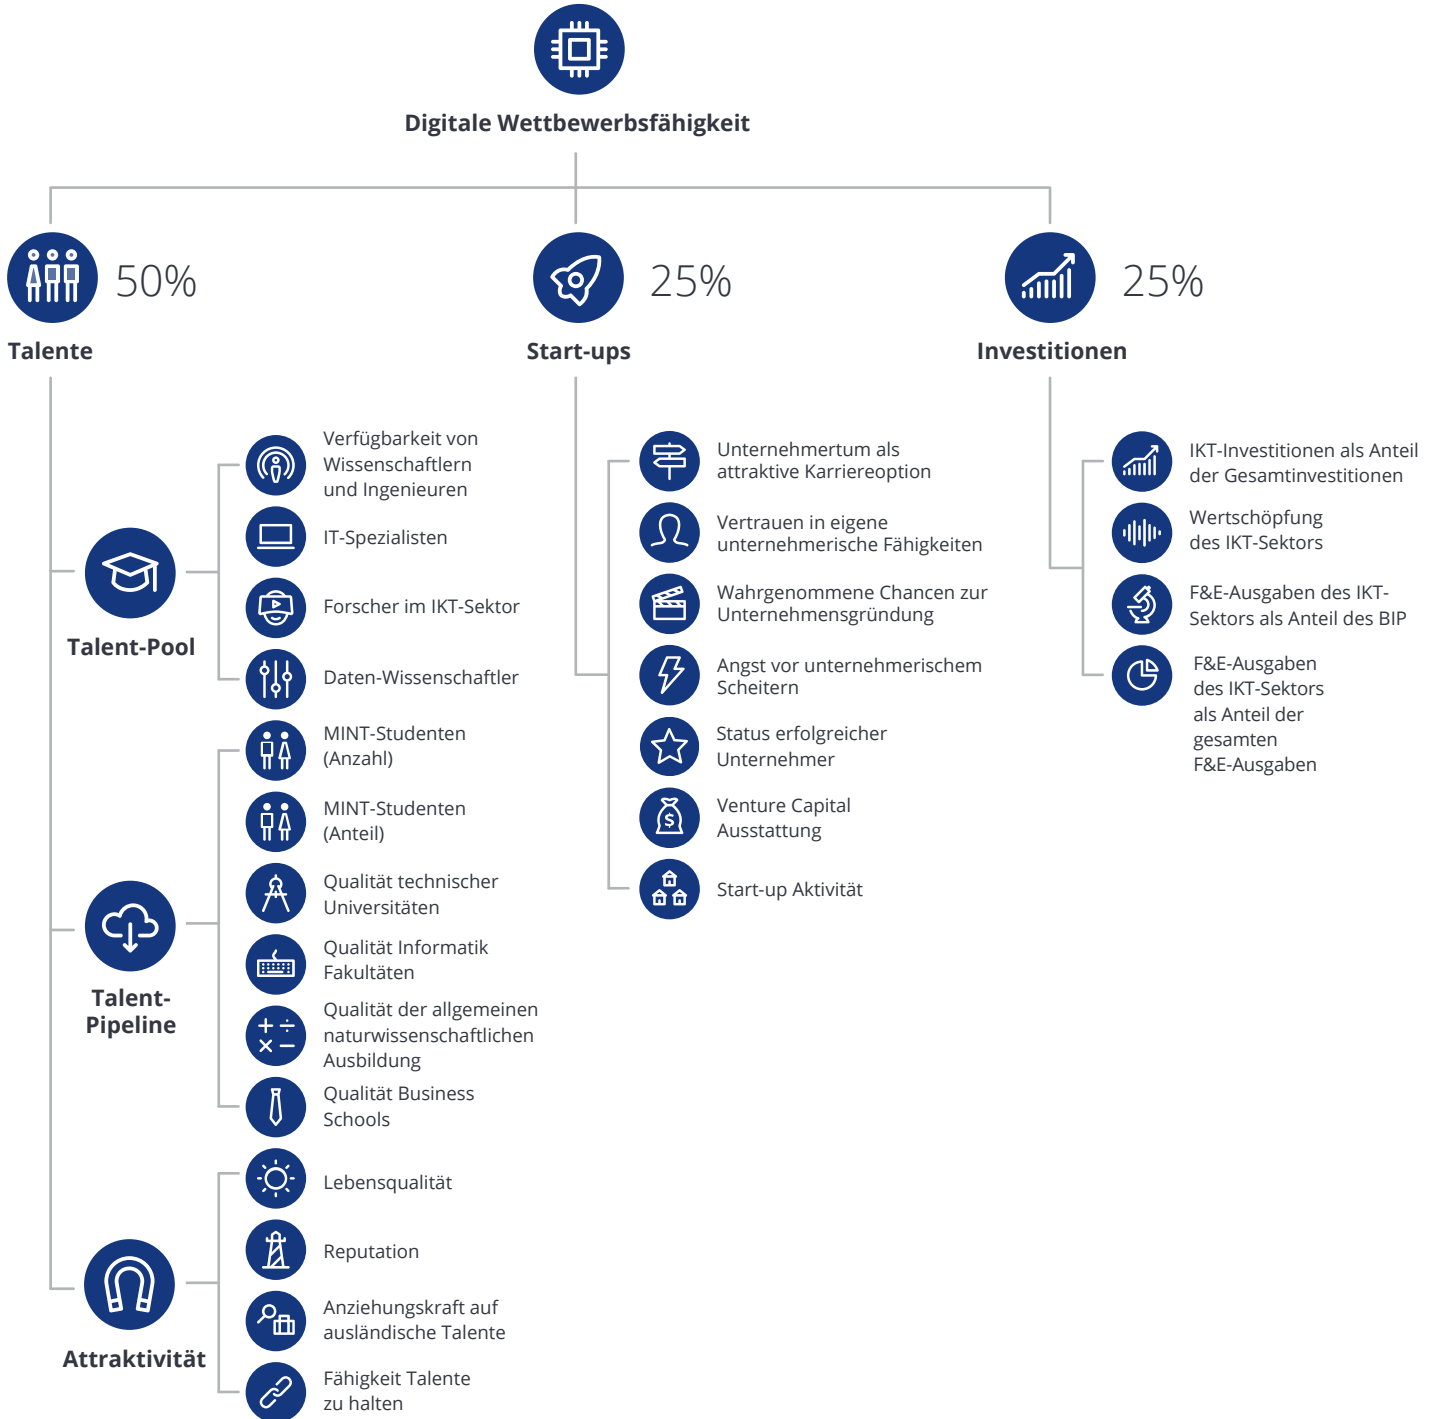 Digitale Wettbewerbsfähigkeit
50%
Talente
25%
Start-ups
25%
Investitionen
Talent-Pool
Verfügbarkeit von
Wissenschaftlern
und Ingenieuren
IT-Spezialisten
Forscher im IKT-Sektor
Daten-Wissenschaftler
Talent-
Pipeline
MINT-Studenten
(Anzahl)
MINT-Studenten
(Anteil)
Qualität technischer
Universitäten
Qualität Informatik
Fakultäten
Qualität der allgemeinen
naturwissenschaftlichen
Ausbildung
Qualität Business
Schools
Attraktivität
Lebensqualität
Reputation
Anziehungskraft auf
ausländische Talente
Fähigkeit Talente
zu halten
Unternehmertum als
attraktive Karriereoption
Vertrauen in eigene
unternehmerische Fähigkeiten
Wahrgenommene Chancen zur
Unternehmensgründung
Angst vor unternehmerischem
Scheitern
Status erfolgreicher
Unternehmer
$
Venture Capital
Ausstattung
Start-up Aktivität
IKT-Investitionen als Anteil
der Gesamtinvestitionen
Wertschöpfung
des IKT-Sektors
F&E-Ausgaben des IKT-
Sektors als Anteil des BIP
F&E-Ausgaben
des IKT-Sektors
als Anteil der
gesamten
F&E-Ausgaben